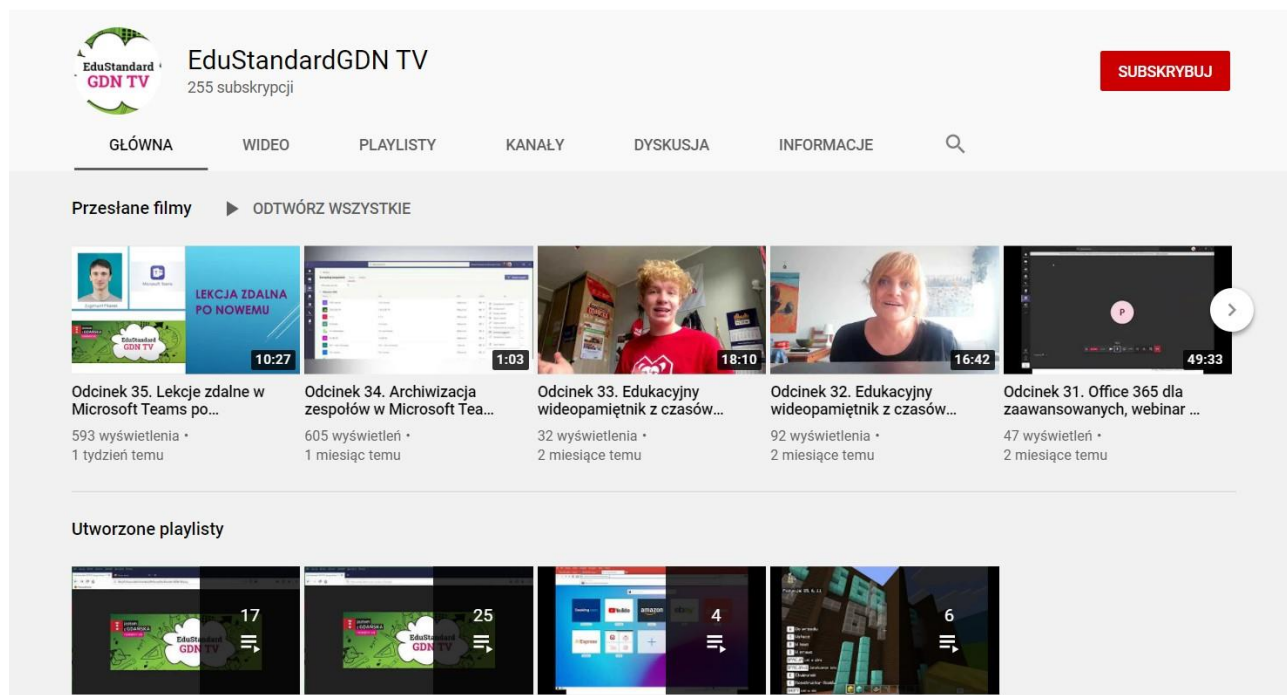 EduStandard
GDN TV
EduStandardGDN TV
255 subskrypcji
SUBSKRYBUJ
GŁÓWNA WIDEO PLAYLISTY KANAŁY DYSKUSJA INFORMACJE
Przesłane filmy ODTWÓRZ WSZYSTKIE
Microsoft Teams
LEKCJA ZDALNA
PO NOWEMU
EduStandard
GDN TV
10:27
1:03
18:10
16:42
P
49:33
Odcinek 35. Lekcje zdalne w
Microsoft Teams po...
593 wyświetlenia •
1 tydzień temu
Odcinek 34. Archiwizacja
zespołów w Microsoft Tea...
605 wyświetleń •
1 miesiąc temu
Odcinek 33. Edukacyjny
wideopamiętnik z czasów...
32 wyświetlenia •
2 miesiące temu
Odcinek 32. Edukacyjny
wideopamiętnik z czasów...
92 wyświetlenia •
2 miesiące temu
Odcinek 31. Office 365 dla
zaawansowanych, webinar ...
47 wyświetleń •
2 miesiące temu
Utworzone playlisty
EduStandard
GDN TV
17
EduStandard
GDN TV
25
YouTube amazon
4
6